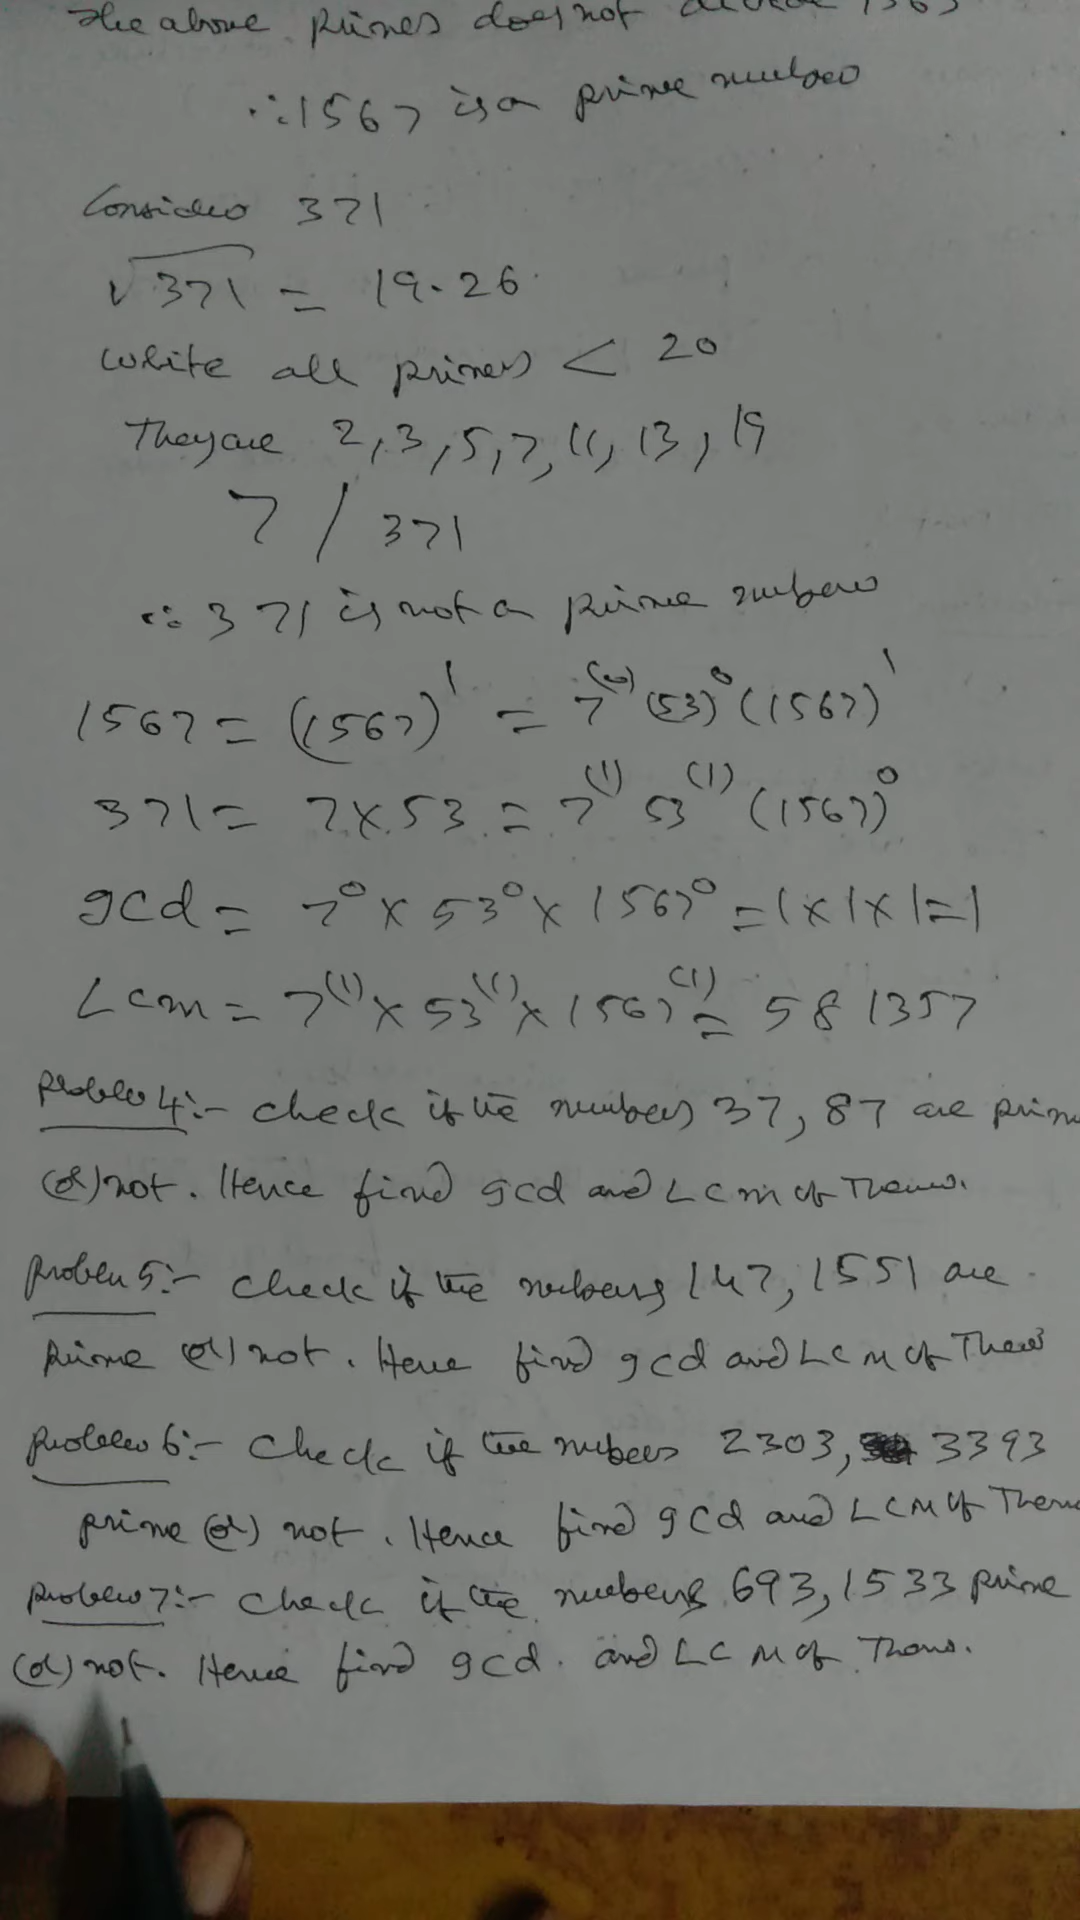 The above primes does not
∴ 1567 is a prime number
Consider 371
√371 = 19.26
write all primes < 20
They are 2,3,5,7,11,13,19
7 / 371
∴ 371 is not a prime number
1567 = (1567)^1 = 7^(0) (53)^0 (1567)^1
371 = 7×53 = 7^(1) 53^(1) (1567)^0
gcd = 7^0 × 53^0 × 1567^0 = 1×1×1=1
Lcm = 7^(1) × 53^(1) × 1567^(1) = 581357
Problem 4:- check if the numbers 37, 87 are prime
(or) not. Hence find gcd and LCM of Them.
Problem 5:- check if the numbers 147, 1551 are
prime (or) not. Hence find gcd and LCM of Them
Problem 6:- Check if the numbers 2303, 3393
prime (or) not. Hence find gcd and LCM of Them
Problem 7:- check if the numbers 693, 1533 prime
(or) not. Hence find gcd. and LCM of Them.